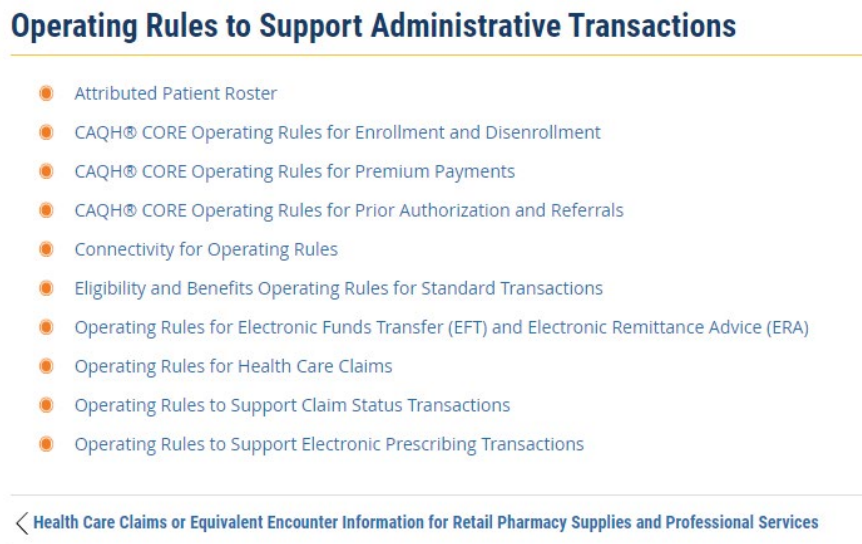 Operating Rules to Support Administrative Transactions
Attributed Patient Roster
CAQH® CORE Operating Rules for Enrollment and Disenrollment
CAQH® CORE Operating Rules for Premium Payments
CAQH® CORE Operating Rules for Prior Authorization and Referrals
Connectivity for Operating Rules
Eligibility and Benefits Operating Rules for Standard Transactions
Operating Rules for Electronic Funds Transfer (EFT) and Electronic Remittance Advice (ERA)
Operating Rules for Health Care Claims
Operating Rules to Support Claim Status Transactions
Operating Rules to Support Electronic Prescribing Transactions
Health Care Claims or Equivalent Encounter Information for Retail Pharmacy Supplies and Professional Services